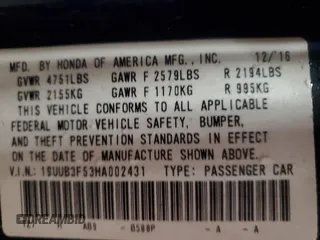 MFD. BY HONDA OF AMERICA MFG., INC. 12/16
GVWR 4751LBS GAWR F 2579LBS R 2194LBS
GVWR 2155KG GAWR F 1170KG R 995KG
THIS VEHICLE CONFORMS TO ALL APPLICABLE
FEDERAL MOTOR VEHICLE SAFETY, BUMPER,
AND THEFT PREVENTION STANDARDS IN EFFECT
ON THE DATE OF MANUFACTURE SHOWN ABOVE.
V.I.N.: 19UUB3F53HA002431 TYPE: PASSENGER CAR
B588P - A - A
DREAMBID